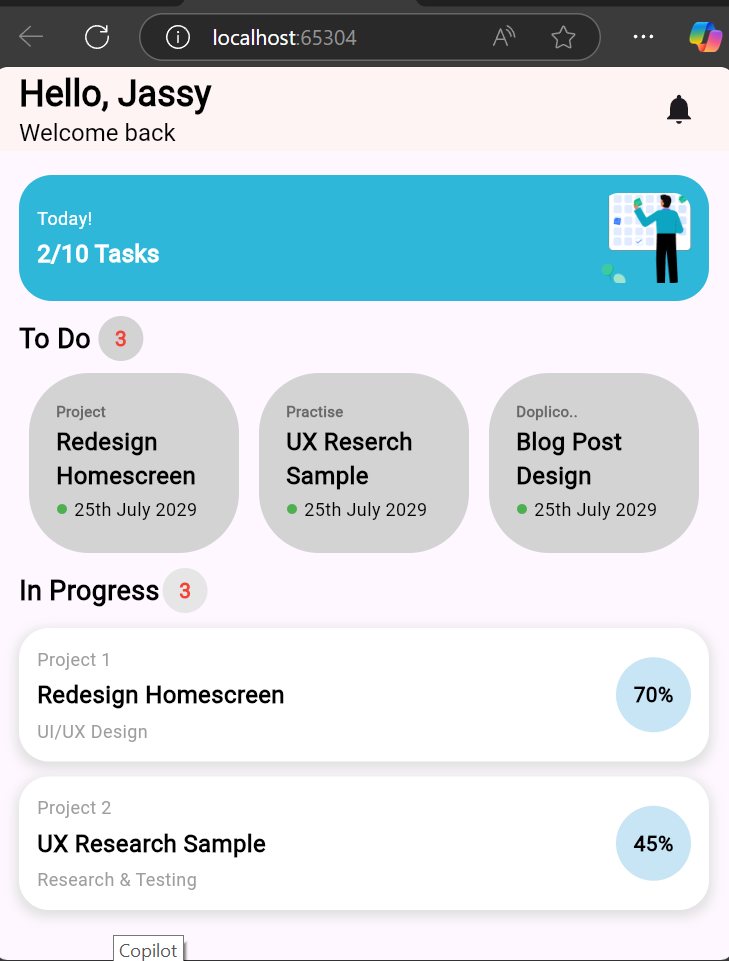 localhost:65304
Hello, Jassy
Welcome back
Today!
2/10 Tasks
To Do 3
Project
Redesign
Homescreen
25th July 2029
Practise
UX Reserch
Sample
25th July 2029
Doplico..
Blog Post
Design
25th July 2029
In Progress 3
Project 1
Redesign Homescreen
UI/UX Design
70%
Project 2
UX Research Sample
Research & Testing
45%
Copilot